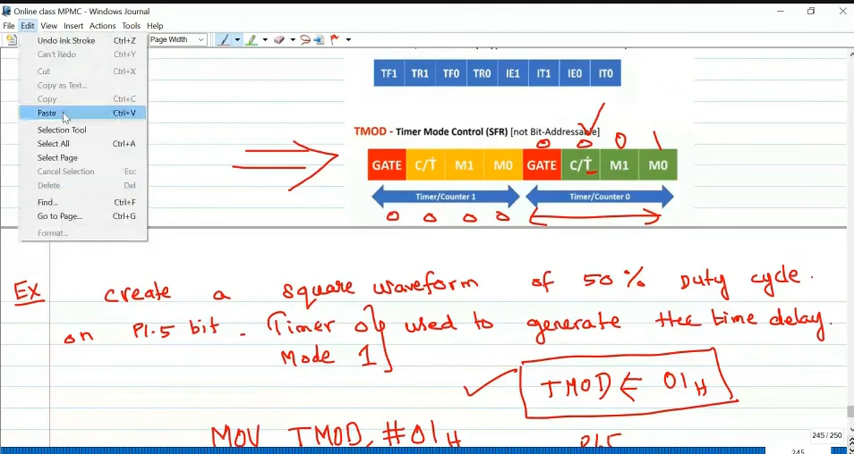 Online class MPMC - Windows Journal
File Edit View Insert Actions Tools Help
Page Width
Undo Ink Stroke Ctrl+Z
Can't Redo Ctrl+Y
Cut Ctrl+X
Copy as Text...
Copy Ctrl+C
Paste Ctrl+V
Selection Tool
Select All Ctrl+A
Select Page
Cancel Selection Esc
Delete Del
Find... Ctrl+F
Go to Page... Ctrl+G
Format...
TF1 TR1 TF0 TR0 IE1 IT1 IE0 IT0
TMOD - Timer Mode Control (SFR) [not Bit-Addressable]
0 0 0 1
GATE C/T̅ M1 M0 GATE C/T̅ M1 M0
Timer/Counter 1 Timer/Counter 0
0 0 0 0
Ex create a square waveform of 50% Duty cycle.
on P1.5 bit. Timer 0 used to generate the time delay.
Mode 1
TMOD ← 01H
MOV TMOD, #01H
P1.5
245 / 250
245